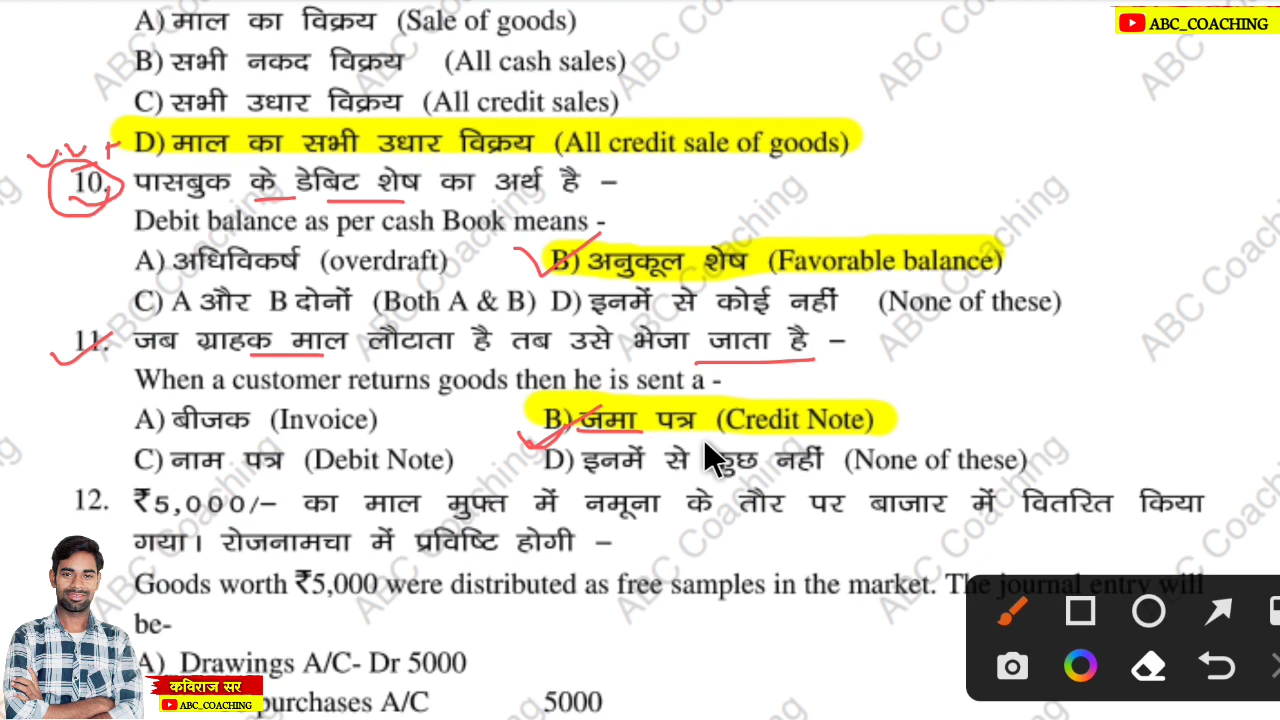 A) माल का विक्रय (Sale of goods)
ABC_COACHING
B) सभी नकद विक्रय (All cash sales)
C) सभी उधार विक्रय (All credit sales)
D) माल का सभी उधार विक्रय (All credit sale of goods)
10. पासबुक के डेबिट शेष का अर्थ है –
Debit balance as per cash Book means -
A) अधिविकर्ष (overdraft) B) अनुकूल शेष (Favorable balance)
C) A और B दोनों (Both A & B) D) इनमें से कोई नहीं (None of these)
11. जब ग्राहक माल लौटाता है तब उसे भेजा जाता है –
When a customer returns goods then he is sent a -
A) बीजक (Invoice) B) जमा पत्र (Credit Note)
C) नाम पत्र (Debit Note) D) इनमें से कुछ नहीं (None of these)
12. ₹5,000/– का माल मुफ्त में नमूना के तौर पर बाजार में वितरित किया
गया। रोजनामचा में प्रविष्टि होगी –
Goods worth ₹5,000 were distributed as free samples in the market. The journal entry will
be-
A) Drawings A/C- Dr 5000
purchases A/C 5000
कविराज सर
ABC_COACHING
ABC Coaching